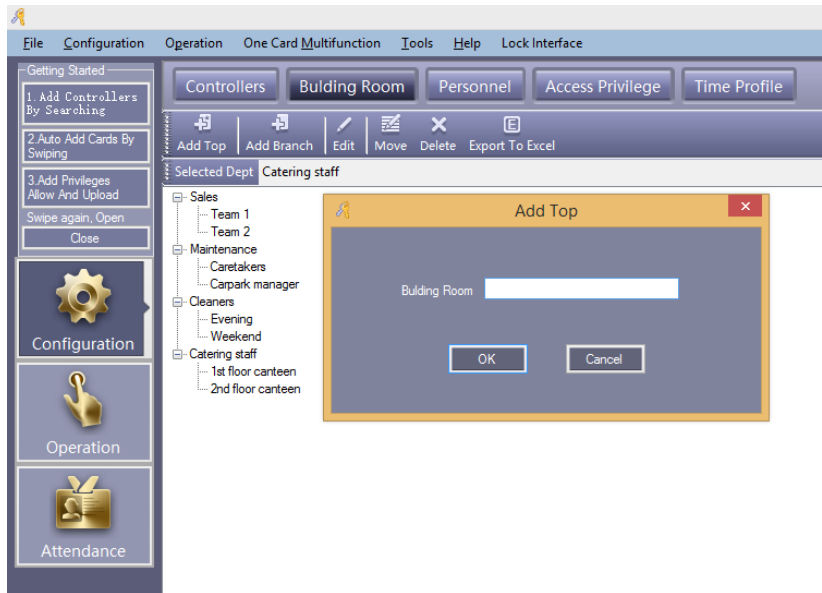 File Configuration Operation One Card Multifunction Tools Help Lock Interface
Getting Started
1.Add Controllers
By Searching
2.Auto Add Cards By
Swiping
3.Add Privileges
Allow And Upload
Swipe again, Open
Close
Configuration
Operation
Attendance
Controllers Bulding Room Personnel Access Privilege Time Profile
Add Top Add Branch Edit Move Delete Export To Excel
Selected Dept Catering staff
Sales
Team 1
Team 2
Maintenance
Caretakers
Carpark manager
Cleaners
Evening
Weekend
Catering staff
1st floor canteen
2nd floor canteen
Add Top
Bulding Room
OK Cancel